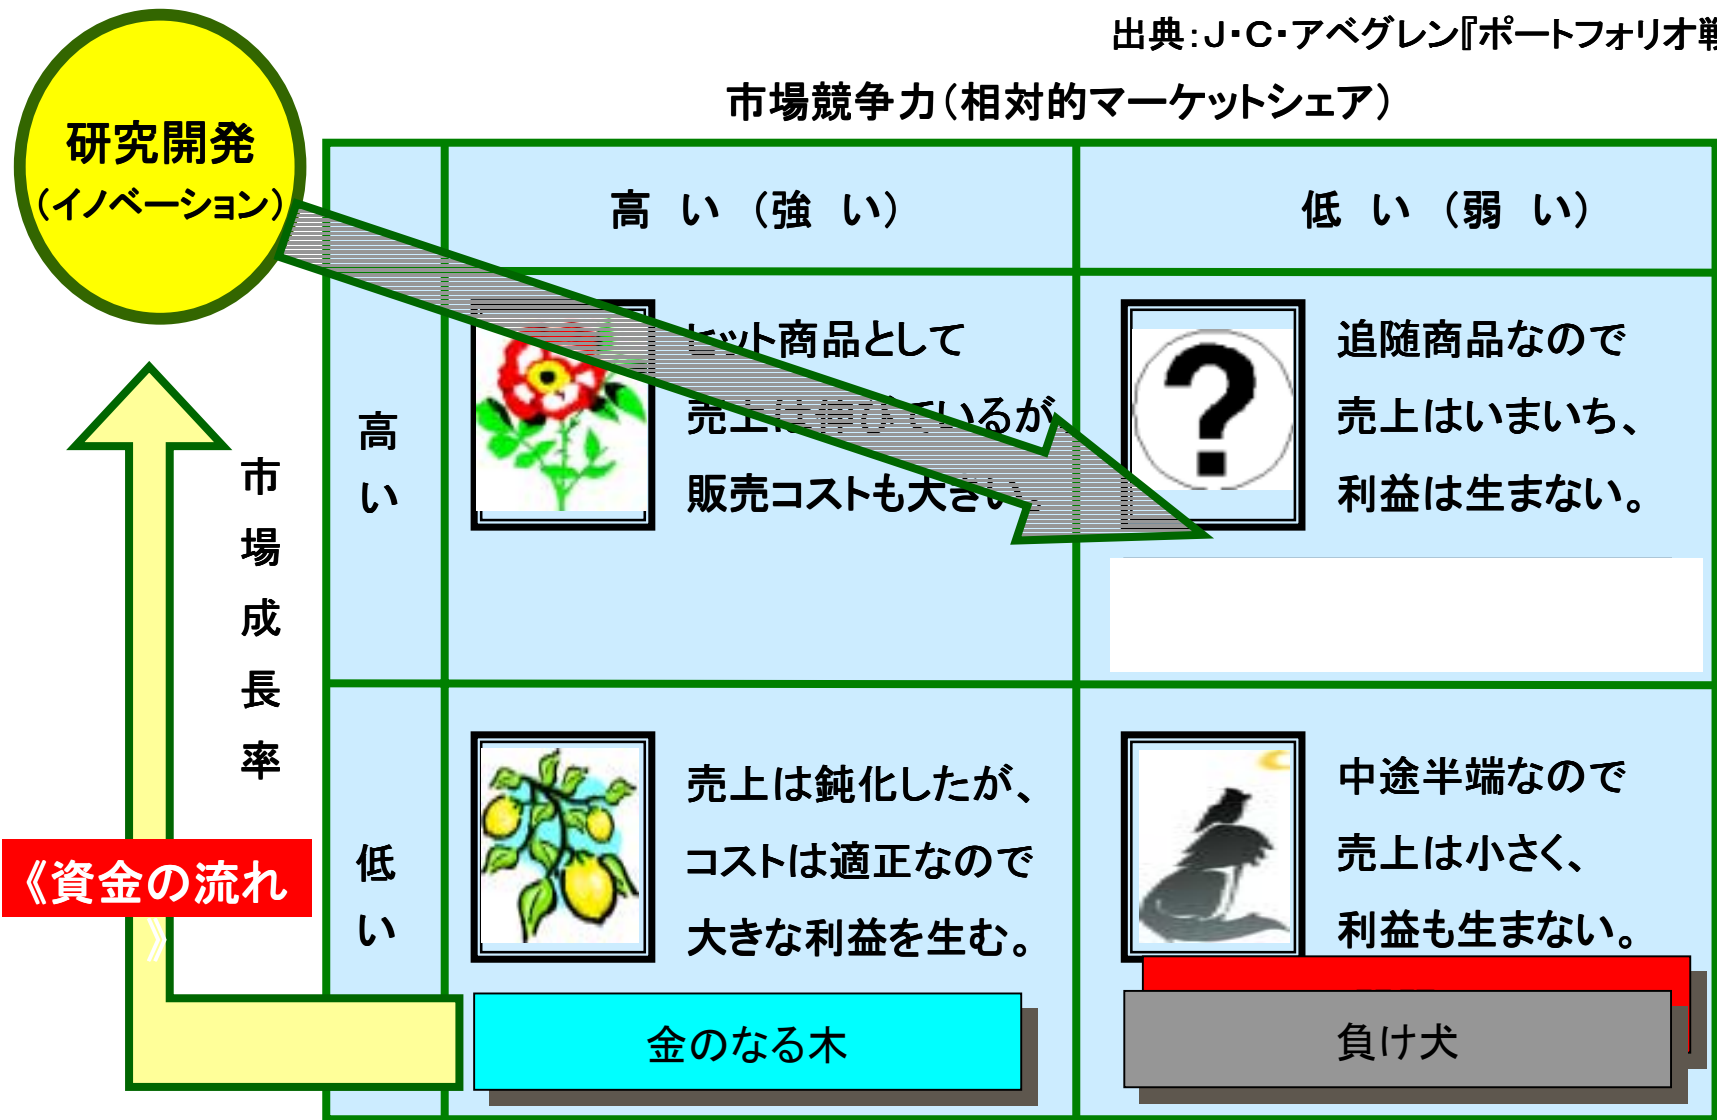 出典：J・C・アベグレン『ポートフォリオ戦
市場競争力（相対的マーケットシェア）
研究開発
（イノベーション）
高い（強い）
低い（弱い）
市場成長率
高い
ヒット商品として
売上は伸びているが
販売コストも大きい。
追随商品なので
売上はいまいち、
利益は生まない。
低い
売上は鈍化したが、
コストは適正なので
大きな利益を生む。
中途半端なので
売上は小さく、
利益も生まない。
《資金の流れ
》
金のなる木
負け犬